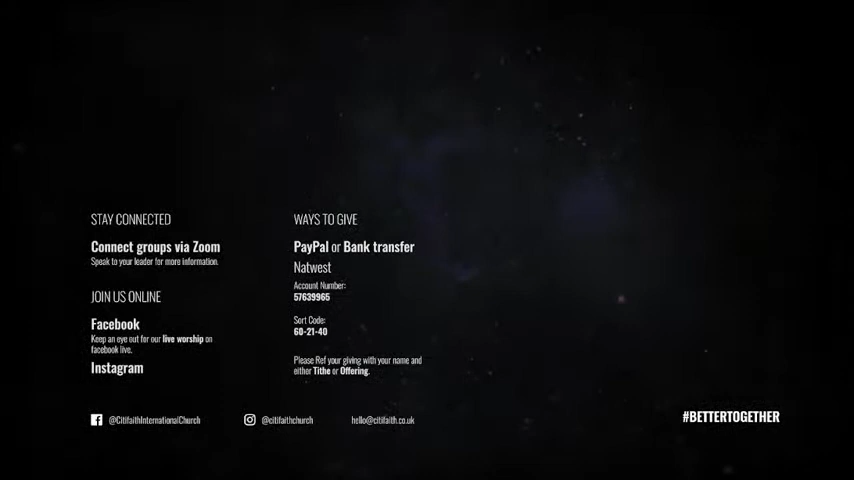 STAY CONNECTED
Connect groups via Zoom
Speak to your leader for more information.
JOIN US ONLINE
Facebook
Keep an eye out for our live worship on
facebook live.
Instagram
WAYS TO GIVE
PayPal or Bank transfer
Natwest
Account Number:
57639965
Sort Code:
60-21-40
Please Ref your giving with your name and
either Tithe or Offering.
@CitifaithInternationalChurch
@citifaithchurch
hello@citifaith.co.uk
#BETTERTOGETHER